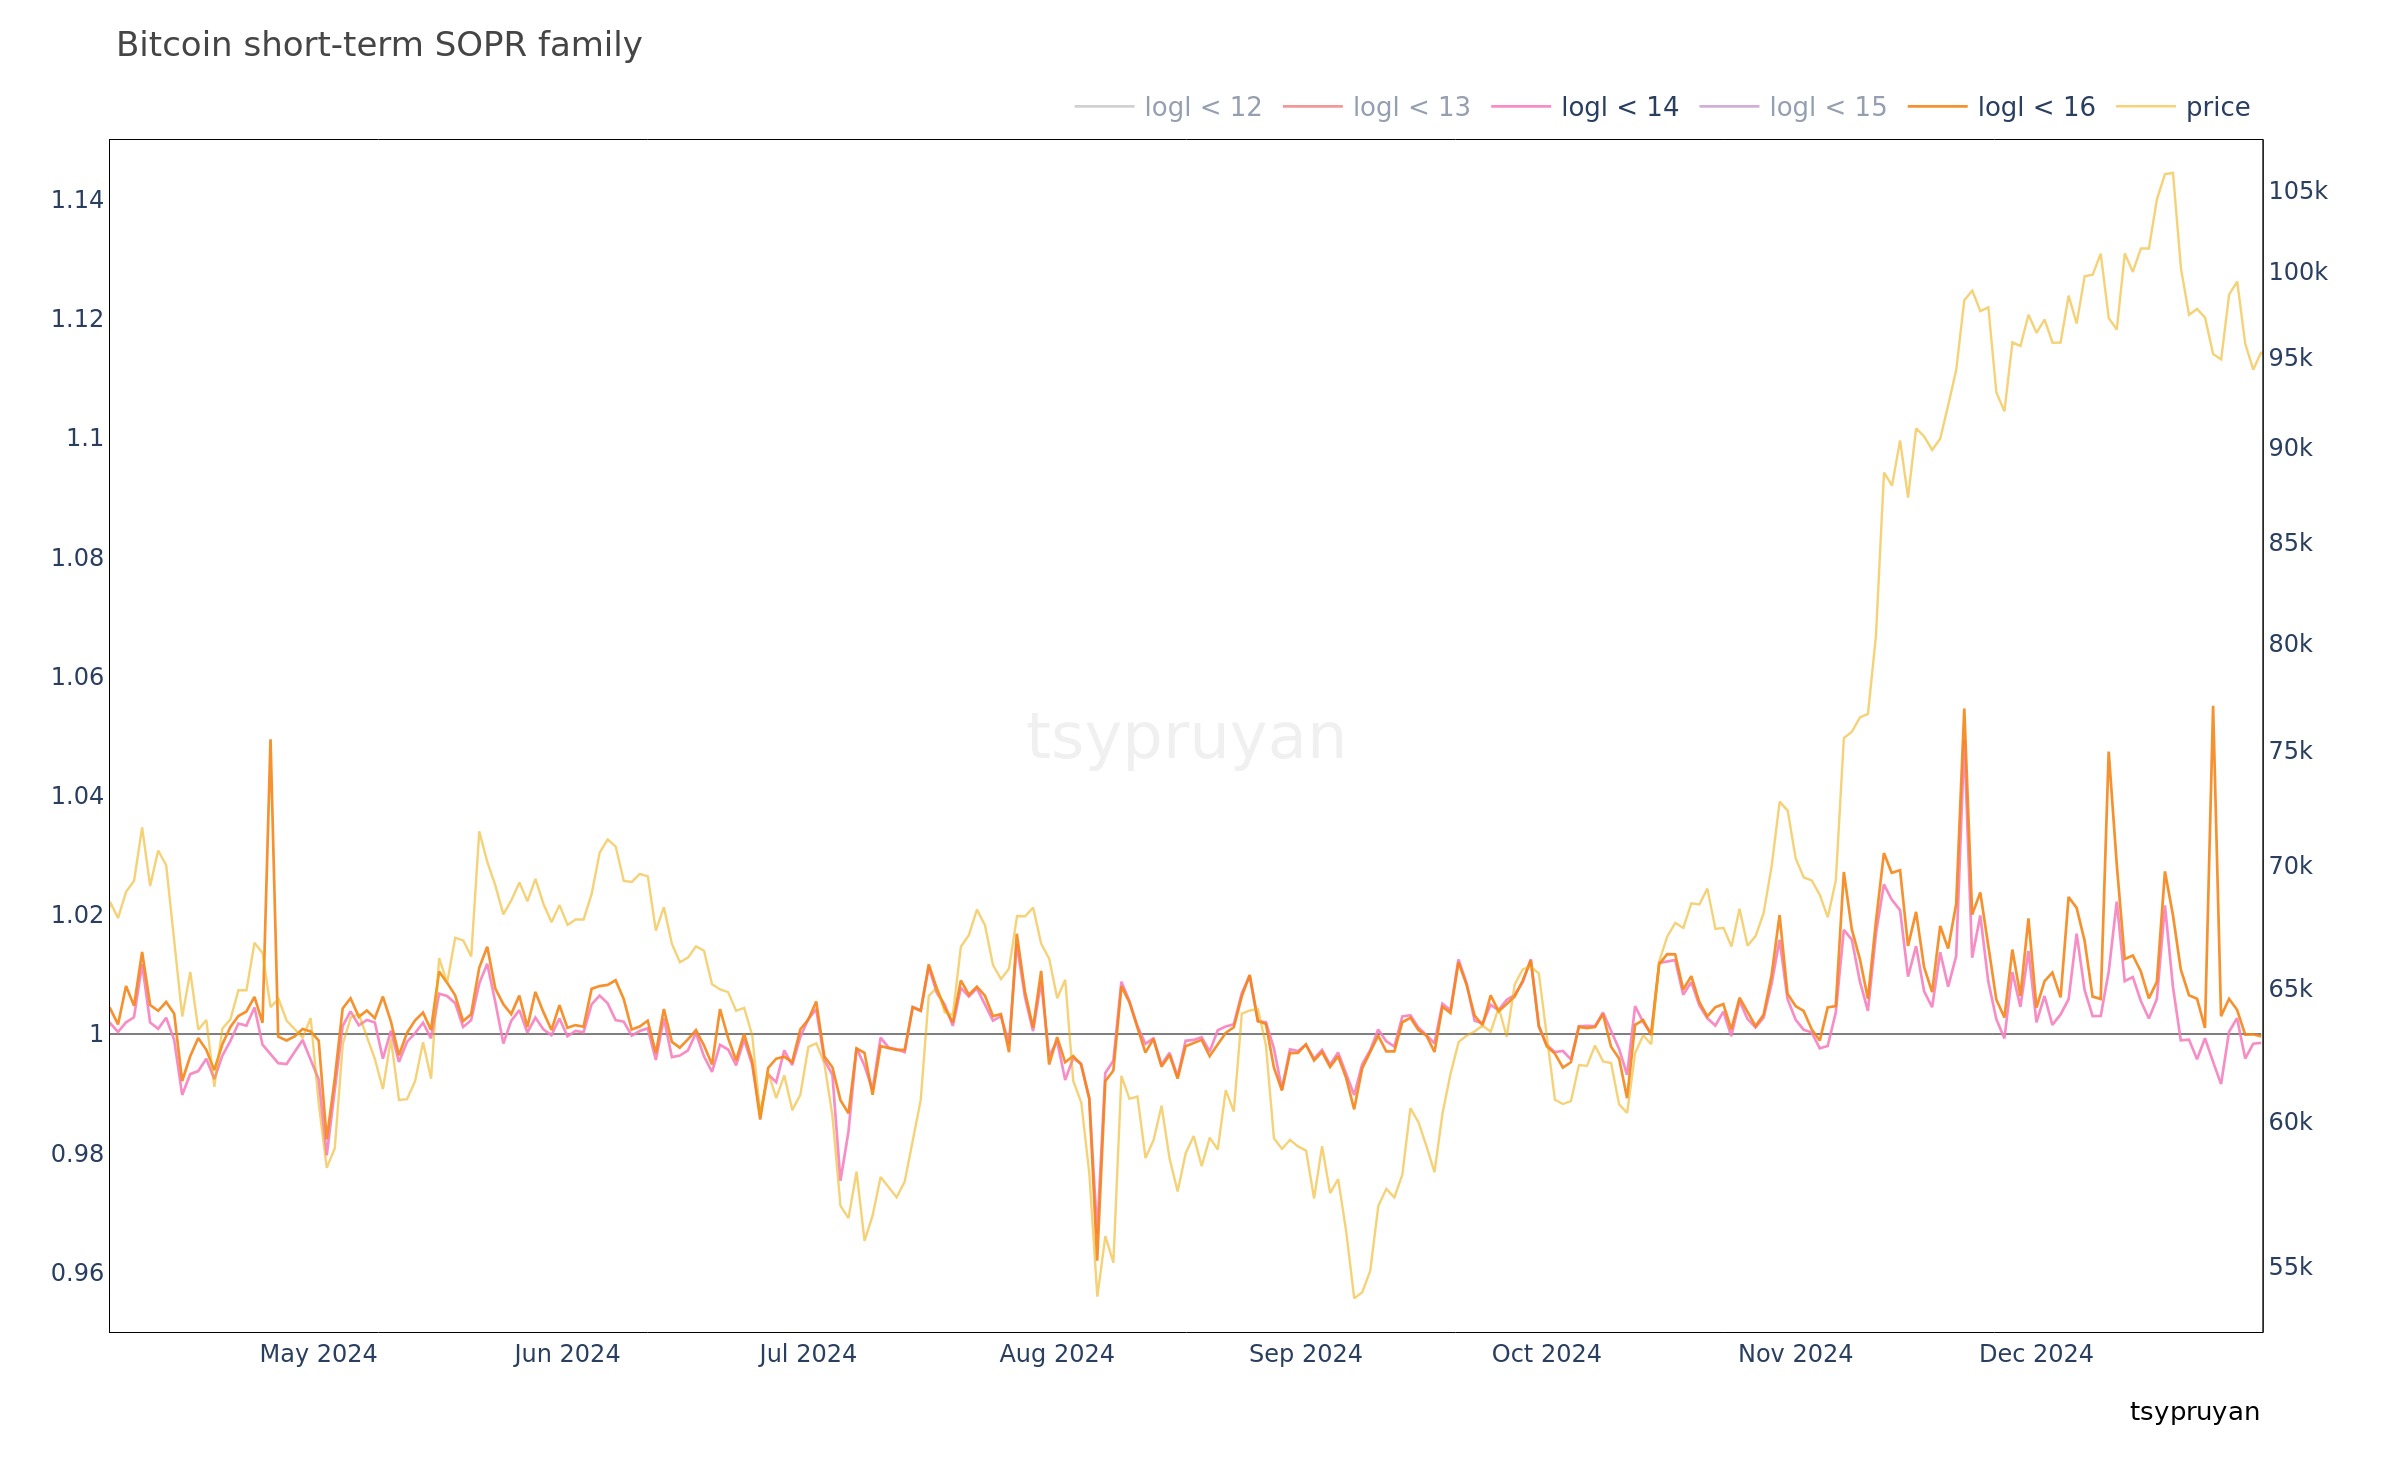 Bitcoin short-term SOPR family
logl < 12 logl < 13 logl < 14 logl < 15 logl < 16 price
1.14 105k
1.12 100k
1.1 95k
1.08 90k
1.06 85k
1.04 80k
1.02 75k
1 70k
0.98 65k
0.96 60k
55k
tsypruyan
May 2024 Jun 2024 Jul 2024 Aug 2024 Sep 2024 Oct 2024 Nov 2024 Dec 2024
tsypruyan